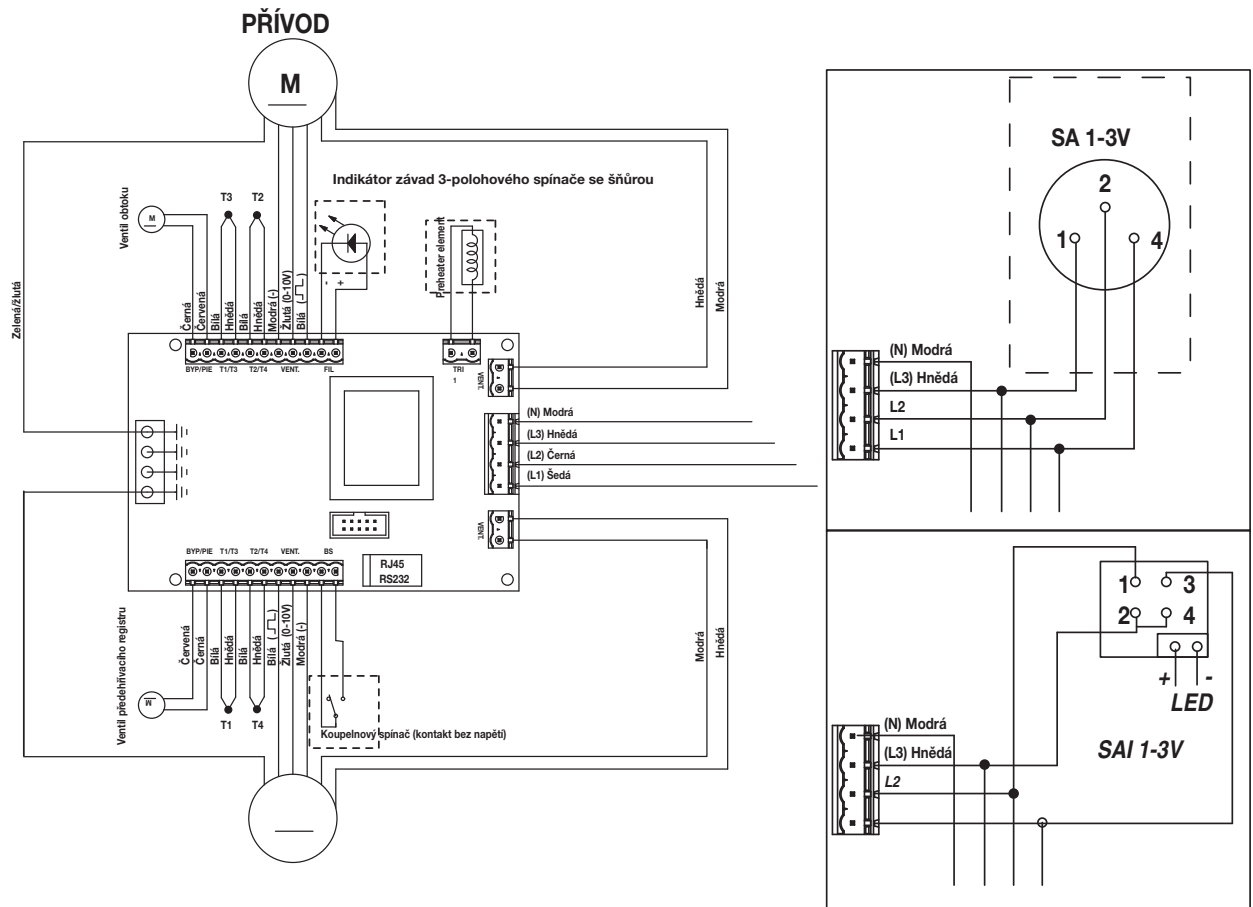 PŘÍVOD
M
Indikátor závad 3-polohového spínače se šňůrou
T3
T2
Ventil obtoku
M
Preheater element
Zelená/žlutá
Černá
Červená
Bílá
Hnědá
Bílá
Hnědá
Modrá (-)
Žlutá (0-10V)
Bílá ( )
- +
Hnědá
Modrá
BYP/PIE T1/T3 T2/T4 VENT. FIL
TRI
1
VENT.
(N) Modrá
(L3) Hnědá
(L2) Černá
(L1) Šedá
VENT.
BYP/PIE T1/T3 T2/T4 VENT. BS
RJ45
RS232
Červená
Černá
Bílá
Hnědá
Bílá
Hnědá
Bílá ( )
Žlutá (0-10V)
Modrá (-)
Modrá
Hnědá
Ventil předehřívacího registru
M
T1
T4
Koupelnový spínač (kontakt bez napětí)
SA 1-3V
2
1
4
(N) Modrá
(L3) Hnědá
L2
L1
1
3
2
4
+ -
LED
SAI 1-3V
(N) Modrá
(L3) Hnědá
L2